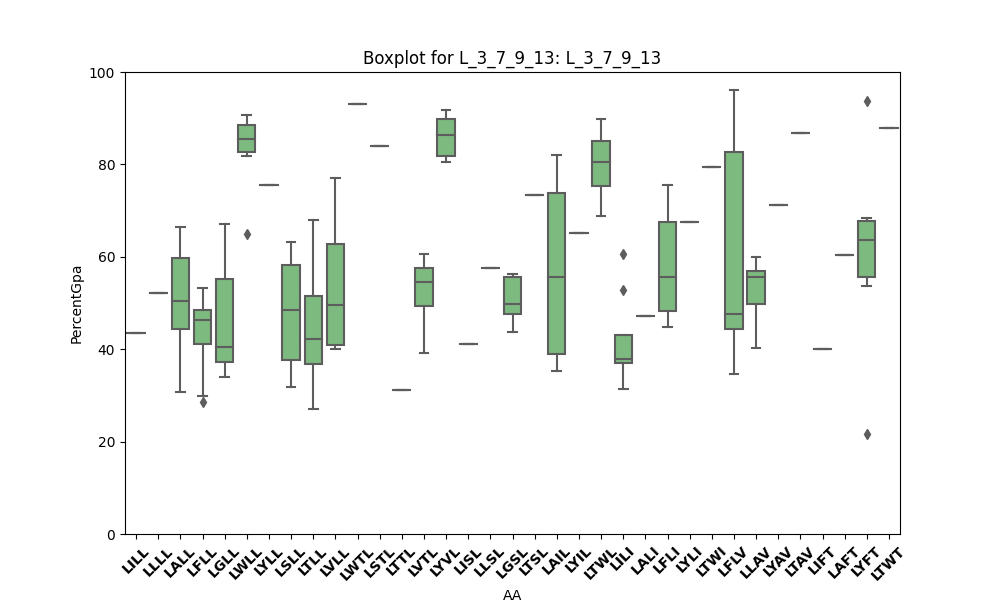 Boxplot for L_3_7_9_13: L_3_7_9_13
PercentGpa
100
80
60
40
20
0
LILL LLLL LALL LFLL LGLL LWLL LYLL LSLL LTLL LVLL LWTL LSTL LTTL LVTL LYVL LISL LLSL LGSL LTSL LAIL LYIL LTWL LILI LALI LFLI LYLI LTWI LFLV LLAV LYAV LTAV LIFT LAFT LYFT LTWT
AA